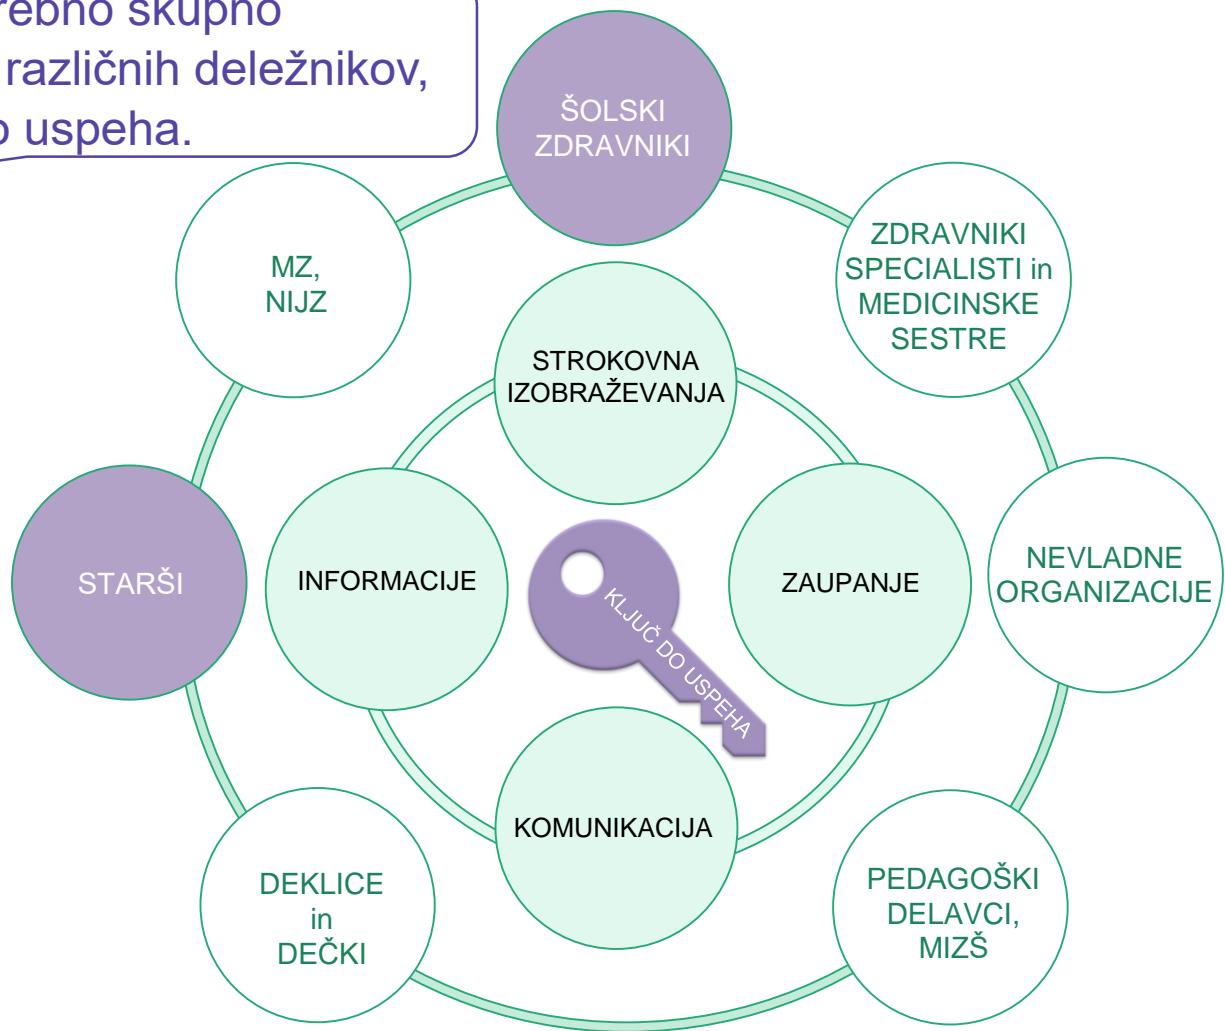 skupno
različnih deležnikov,
uspeha.
ŠOLSKI
ZDRAVNIKI
MZ,
NIJZ
ZDRAVNIKI
SPECIALISTI in
MEDICINSKE
SESTRE
STROKOVNA
IZOBRAŽEVANJA
STARŠI
INFORMACIJE
KLJUČ DO USPEHA
ZAUPANJE
NEVLADNE
ORGANIZACIJE
KOMUNIKACIJA
DEKLICE
in
DEČKI
PEDAGOŠKI
DELAVCI,
MIZŠ